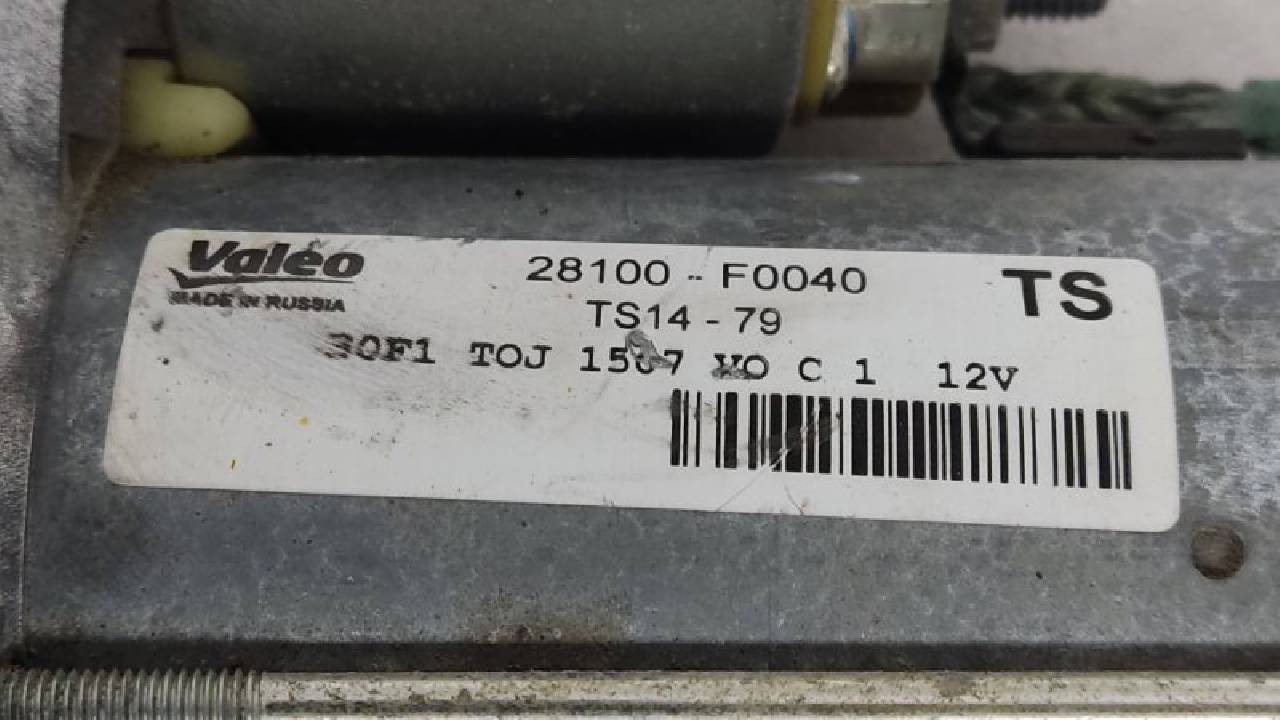 Valeo
MADE IN RUSSIA
28100 - F0040
TS14 - 79
TS
TOJ C 1 12V